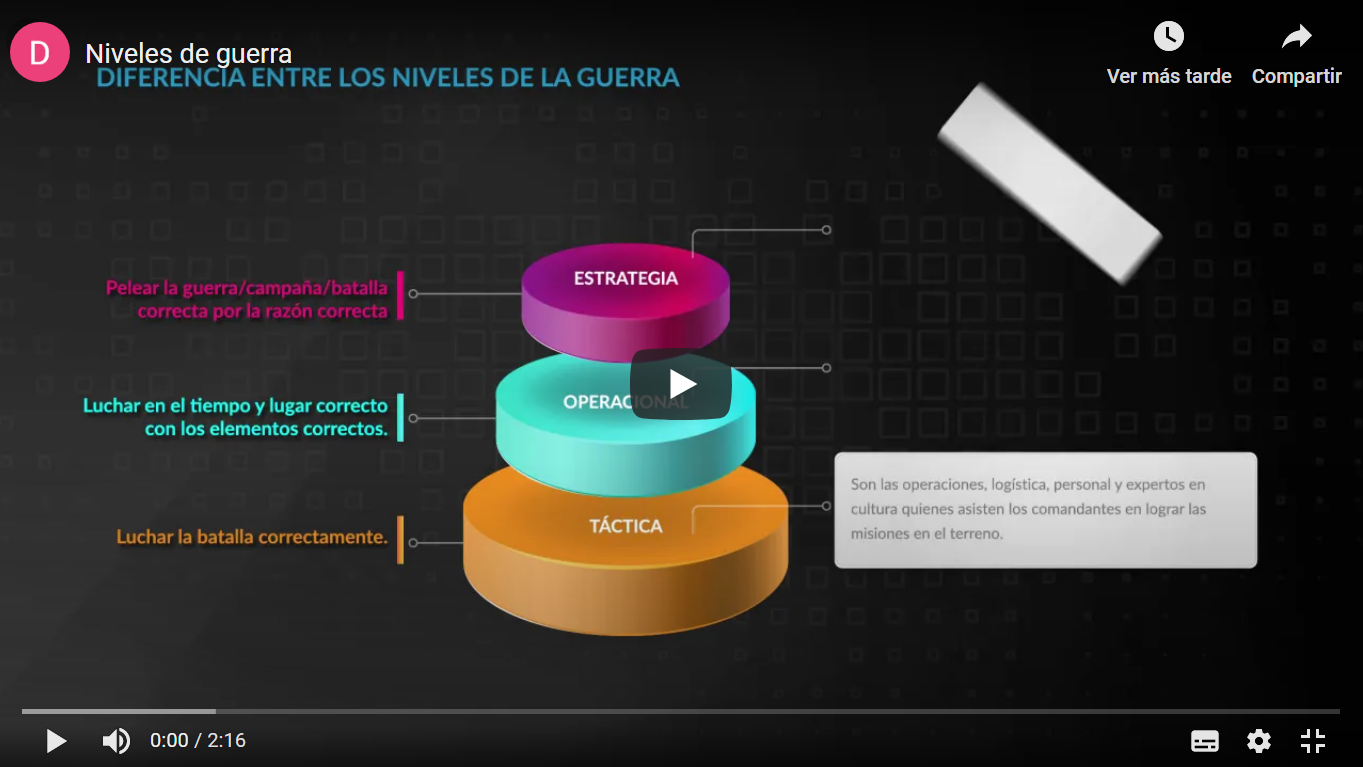 D
Niveles de guerra
Ver más tarde
Compartir
DIFERENCIA ENTRE LOS NIVELES DE LA GUERRA
ESTRATEGIA
Pelear la guerra/campaña/batalla
correcta por la razón correcta
OPERACIONAL
Luchar en el tiempo y lugar correcto
con los elementos correctos.
TÁCTICA
Luchar la batalla correctamente.
Son las operaciones, logística, personal y expertos en
cultura quienes asisten los comandantes en lograr las
misiones en el terreno.
0:00 / 2:16